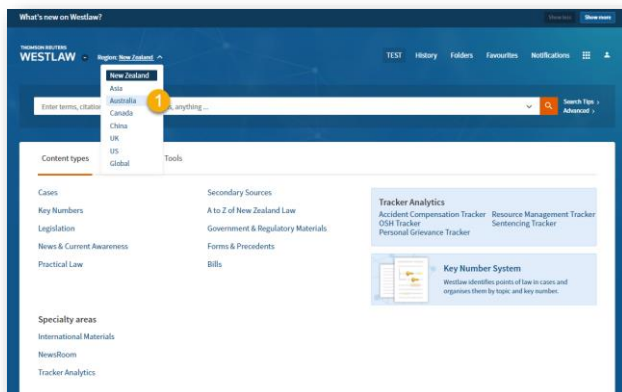 What's new on Westlaw?
Show less
Show more
THOMSON REUTERS
WESTLAW
Region: New Zealand
TEST
History
Folders
Favourites
Notifications
New Zealand
Asia
Australia
Canada
China
UK
US
Global
1
Enter terms, citation
s, anything ...
Search Tips
Advanced
Content types
Tools
Cases
Key Numbers
Legislation
News & Current Awareness
Practical Law
Secondary Sources
A to Z of New Zealand Law
Government & Regulatory Materials
Forms & Precedents
Bills
Tracker Analytics
Accident Compensation Tracker
Resource Management Tracker
OSH Tracker
Sentencing Tracker
Personal Grievance Tracker
Key Number System
Westlaw identifies points of law in cases and
organises them by topic and key number.
Specialty areas
International Materials
NewsRoom
Tracker Analytics